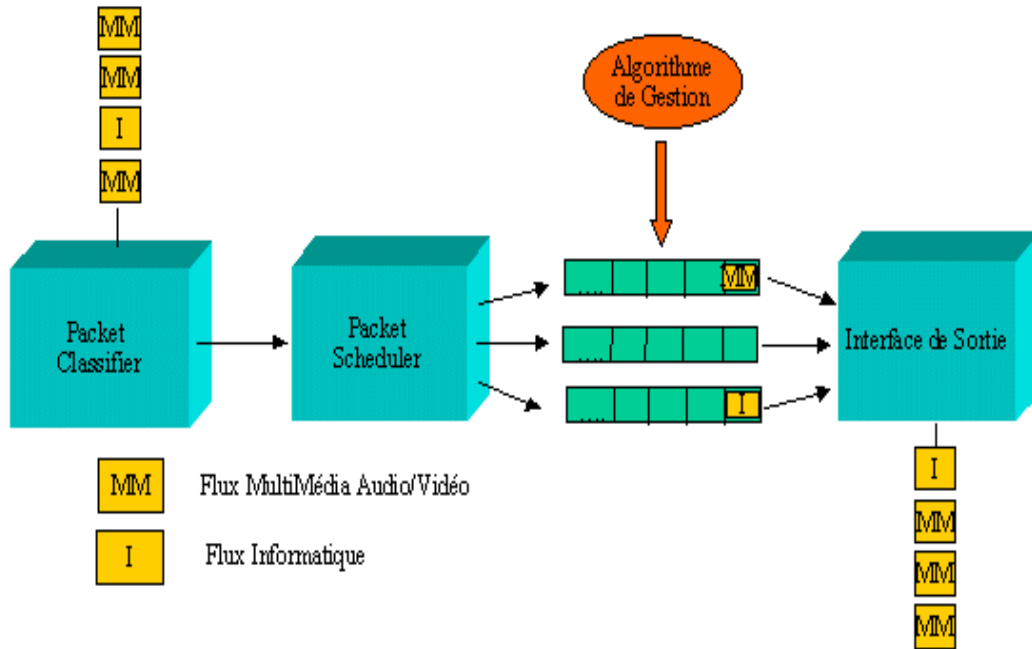 MM
MM
I
MM
Algorithme
de Gestion
Packet
Classifier
Packet
Scheduler
....
MM
....
....
I
Interface de Sortie
MM
Flux MultiMédia Audio/Vidéo
I
Flux Informatique
I
MM
MM
MM